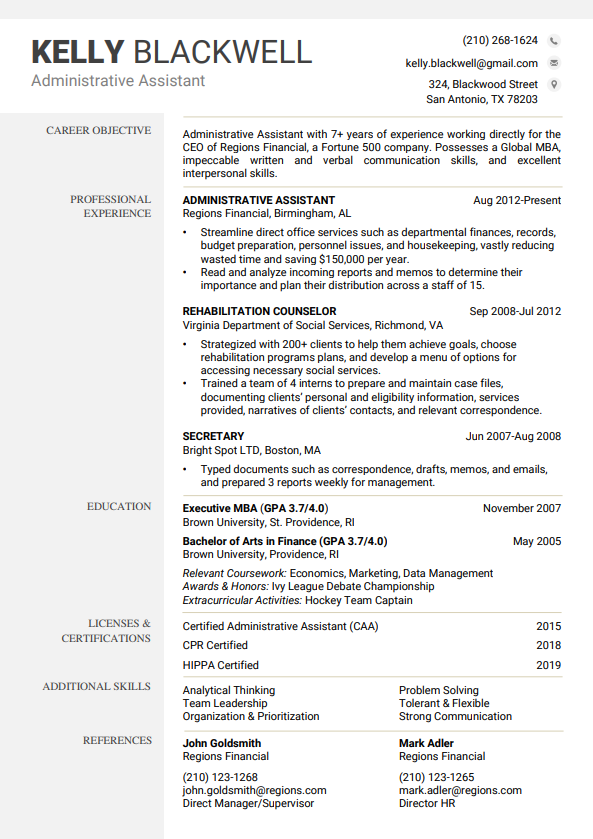 KELLY BLACKWELL
Administrative Assistant
(210) 268-1624
kelly.blackwell@gmail.com
324, Blackwood Street
San Antonio, TX 78203
CAREER OBJECTIVE
Administrative Assistant with 7+ years of experience working directly for the
CEO of Regions Financial, a Fortune 500 company. Possesses a Global MBA,
impeccable written and verbal communication skills, and excellent
interpersonal skills.
PROFESSIONAL
EXPERIENCE
ADMINISTRATIVE ASSISTANT Aug 2012-Present
Regions Financial, Birmingham, AL
• Streamline direct office services such as departmental finances, records,
budget preparation, personnel issues, and housekeeping, vastly reducing
wasted time and saving $150,000 per year.
• Read and analyze incoming reports and memos to determine their
importance and plan their distribution across a staff of 15.
REHABILITATION COUNSELOR Sep 2008-Jul 2012
Virginia Department of Social Services, Richmond, VA
• Strategized with 200+ clients to help them achieve goals, choose
rehabilitation programs plans, and develop a menu of options for
accessing necessary social services.
• Trained a team of 4 interns to prepare and maintain case files,
documenting clients’ personal and eligibility information, services
provided, narratives of clients’ contacts, and relevant correspondence.
SECRETARY Jun 2007-Aug 2008
Bright Spot LTD, Boston, MA
• Typed documents such as correspondence, drafts, memos, and emails,
and prepared 3 reports weekly for management.
EDUCATION
Executive MBA (GPA 3.7/4.0) November 2007
Brown University, St. Providence, RI
Bachelor of Arts in Finance (GPA 3.7/4.0) May 2005
Brown University, Providence, RI
Relevant Coursework: Economics, Marketing, Data Management
Awards & Honors: Ivy League Debate Championship
Extracurricular Activities: Hockey Team Captain
LICENSES &
CERTIFICATIONS
Certified Administrative Assistant (CAA) 2015
CPR Certified 2018
HIPPA Certified 2019
ADDITIONAL SKILLS
Analytical Thinking Problem Solving
Team Leadership Tolerant & Flexible
Organization & Prioritization Strong Communication
REFERENCES
John Goldsmith Mark Adler
Regions Financial Regions Financial
(210) 123-1268 (210) 123-1265
john.goldsmith@regions.com mark.adler@regions.com
Direct Manager/Supervisor Director HR